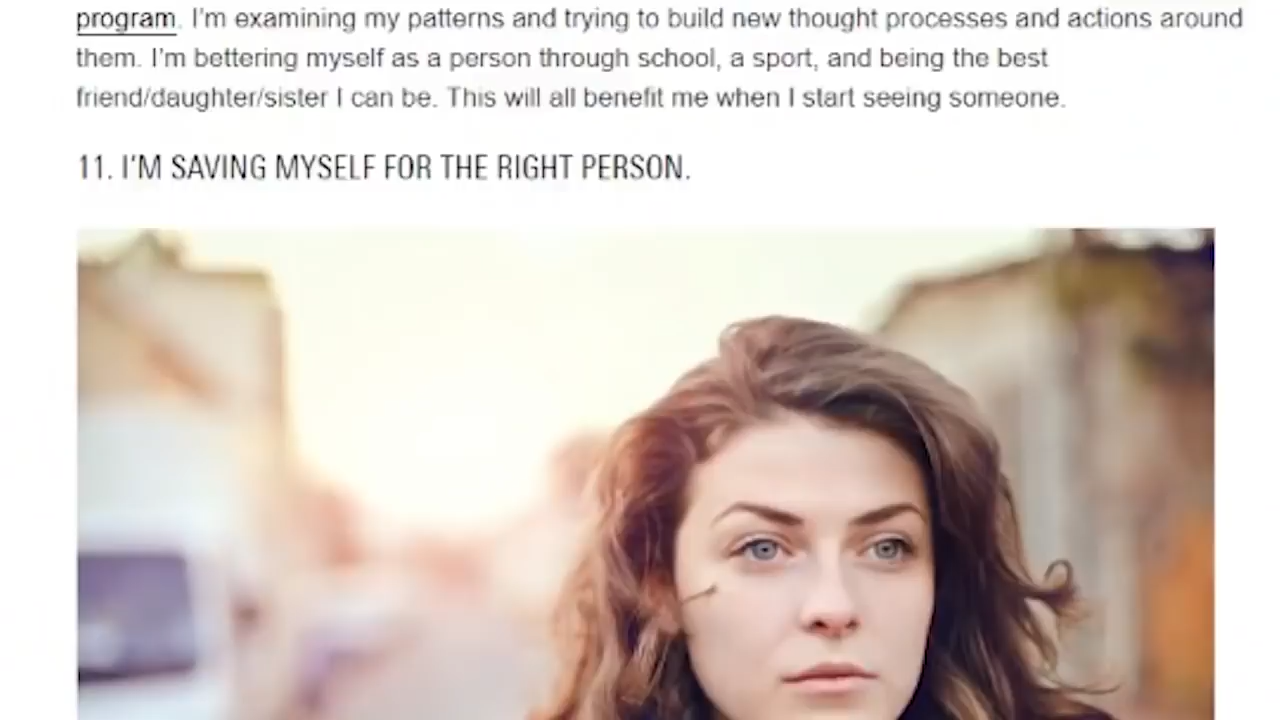 program. I'm examining my patterns and trying to build new thought processes and actions around
them. I'm bettering myself as a person through school, a sport, and being the best
friend/daughter/sister I can be. This will all benefit me when I start seeing someone.
11. I'M SAVING MYSELF FOR THE RIGHT PERSON.